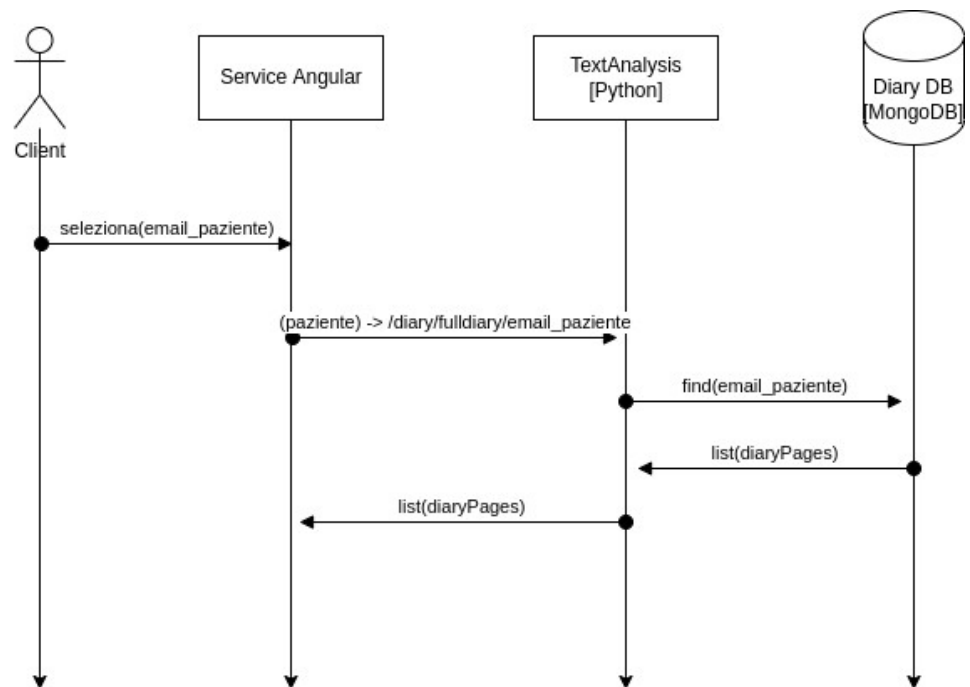 Client
Service Angular
TextAnalysis
[Python]
Diary DB
[MongoDB]
seleziona(email_paziente)
(paziente) -> /diary/fulldiary/email_paziente
find(email_paziente)
list(diaryPages)
list(diaryPages)